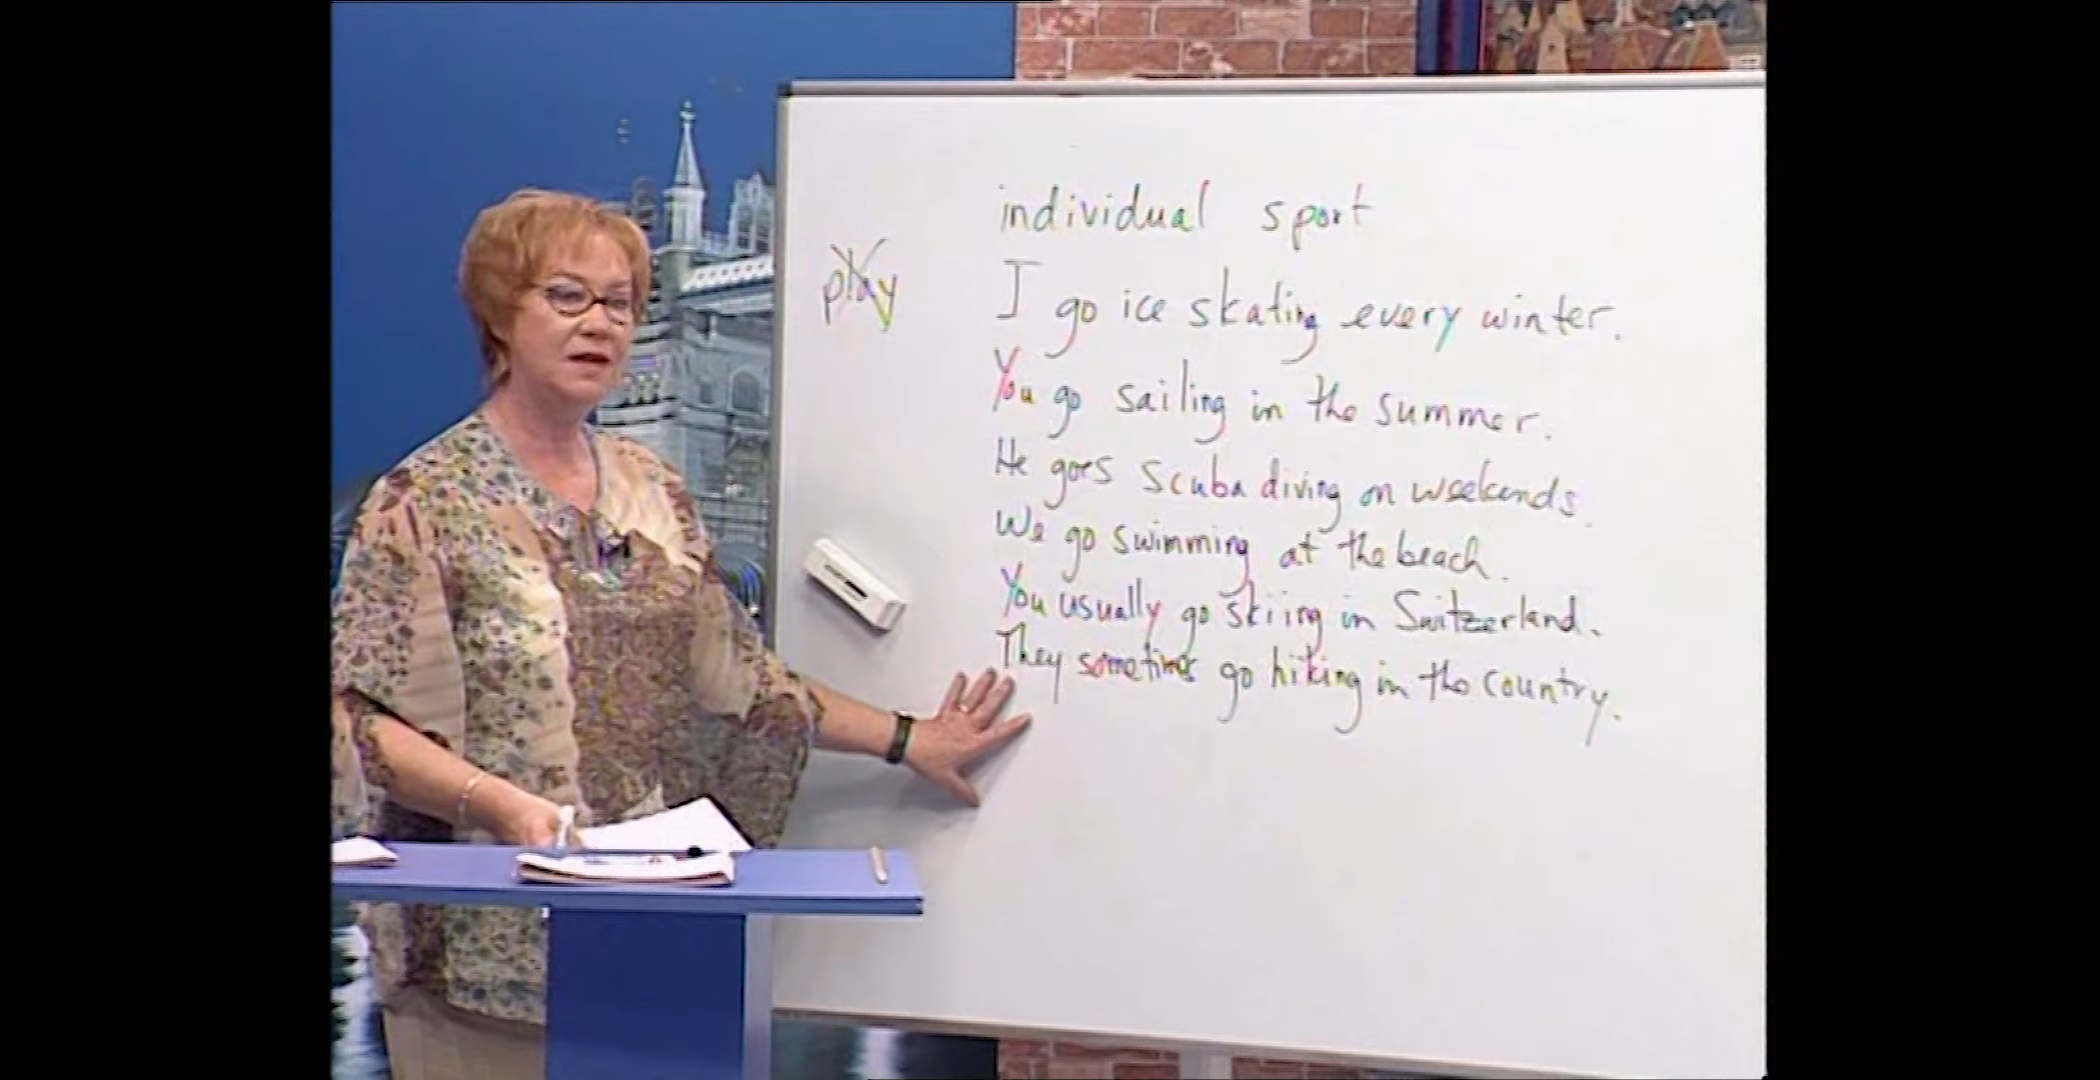 individual sport
play
I go ice skating every winter.
You go sailing in the summer.
He goes scuba diving on weekends.
We go swimming at the beach.
You usually go skiing in Switzerland.
They sometimes go hiking in the country.